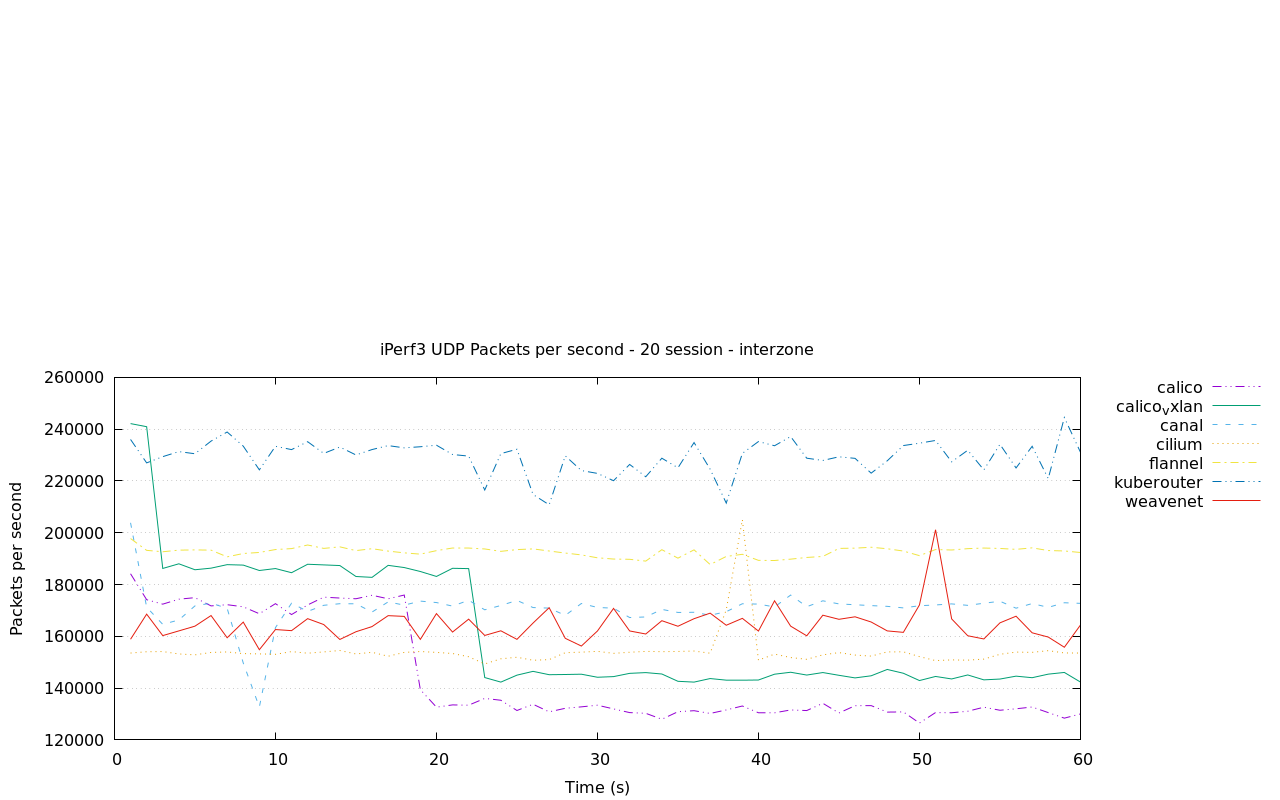 iPerf3 UDP Packets per second - 20 session - interzone
260000
240000
220000
200000
180000
160000
140000
120000
Packets per second
0 10 20 30 40 50 60
Time (s)
calico
calicovxlan
canal
cilium
flannel
kuberouter
weavenet